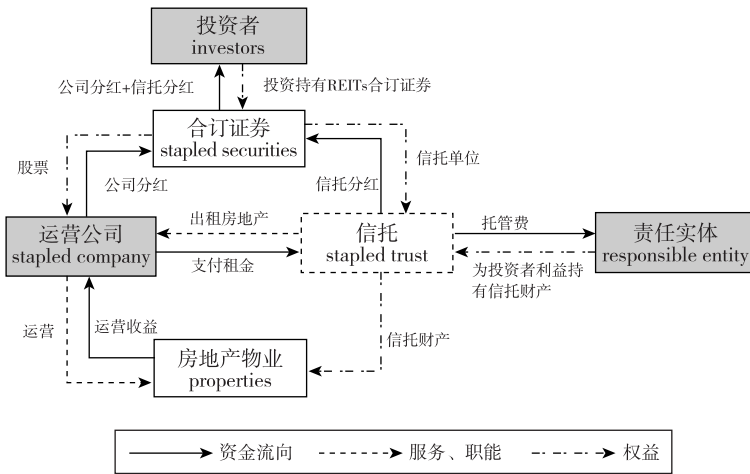 投资者
investors
公司分红+信托分红
投资持有REITs合订证券
合订证券
stapled securities
股票
公司分红
信托分红
信托单位
运营公司
stapled company
出租房地产
支付租金
信托
stapled trust
托管费
为投资者利益持
有信托财产
责任实体
responsible entity
运营
运营收益
信托财产
房地产物业
properties
资金流向
服务、职能
权益